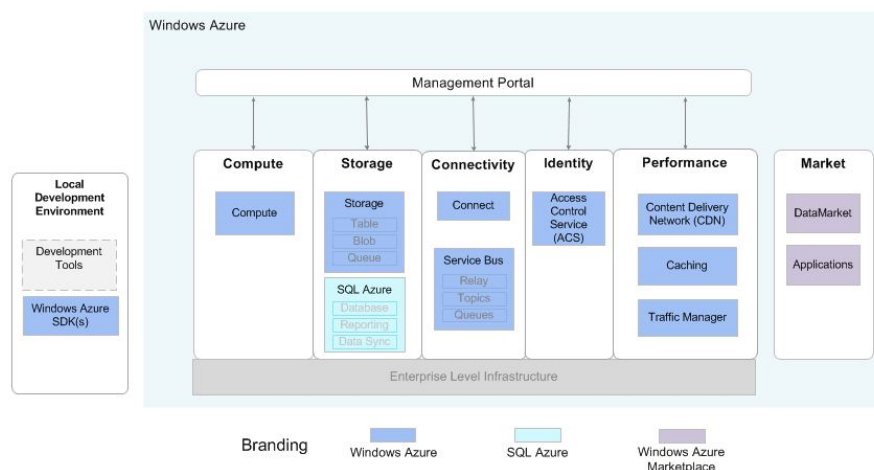 Windows Azure
Management Portal
Local
Development
Environment
Development
Tools
Windows Azure
SDK(s)
Compute
Compute
Storage
Storage
Table
Blob
Queue
SQL Azure
Database
Reporting
Data Sync
Connectivity
Connect
Service Bus
Relay
Topics
Queues
Identity
Access
Control
Service
(ACS)
Performance
Content Delivery
Network (CDN)
Caching
Traffic Manager
Market
DataMarket
Applications
Enterprise Level Infrastructure
Branding
Windows Azure
SQL Azure
Windows Azure
Marketplace